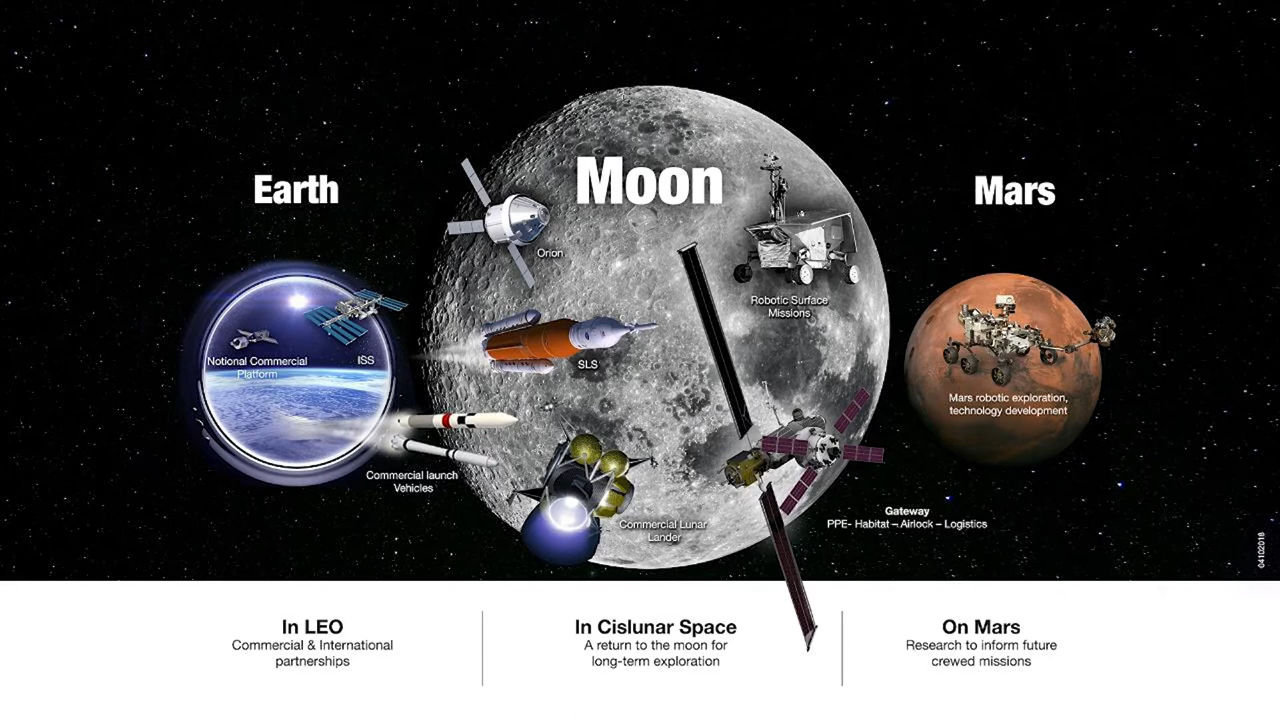 Earth
Moon
Mars
Orion
Robotic Surface
Missions
SLS
Notional Commercial
Platform
ISS
Mars robotic exploration,
technology development
Commercial launch
Vehicles
Commercial Lunar
Lander
Gateway
PPE- Habitat – Airlock – Logistics
04102018
In LEO
Commercial & International
partnerships
In Cislunar Space
A return to the moon for
long-term exploration
On Mars
Research to inform future
crewed missions